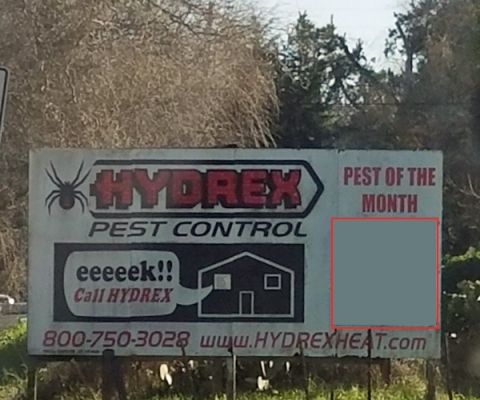 HYDREX
PEST CONTROL
PEST OF THE
MONTH
eeeeek!!
Call HYDREX
800-750-3028 www.HYDREXHEAT.com